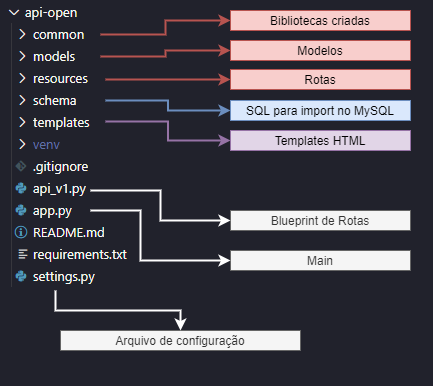 api-open
common
Bibliotecas criadas
models
Modelos
resources
Rotas
schema
SQL para import no MySQL
templates
Templates HTML
venv
.gitignore
api_v1.py
Blueprint de Rotas
app.py
README.md
requirements.txt
Main
settings.py
Arquivo de configuração